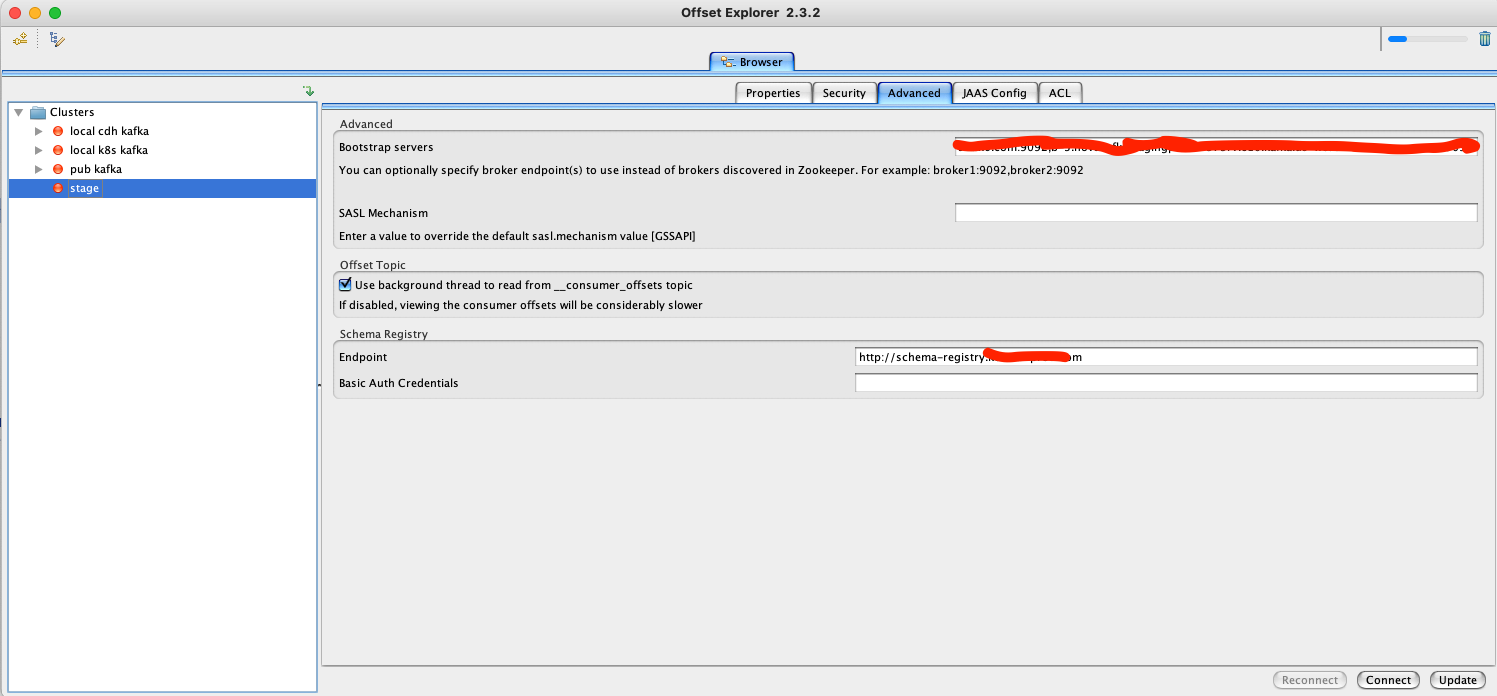 Offset Explorer 2.3.2
Browser
Properties Security Advanced JAAS Config ACL
Clusters
local cdh kafka
local k8s kafka
pub kafka
stage
Advanced
Bootstrap servers
You can optionally specify broker endpoint(s) to use instead of brokers discovered in Zookeeper. For example: broker1:9092,broker2:9092
SASL Mechanism
Enter a value to override the default sasl.mechanism value [GSSAPI]
Offset Topic
Use background thread to read from __consumer_offsets topic
If disabled, viewing the consumer offsets will be considerably slower
Schema Registry
Endpoint http://schema-registry
Basic Auth Credentials
Reconnect Connect Update